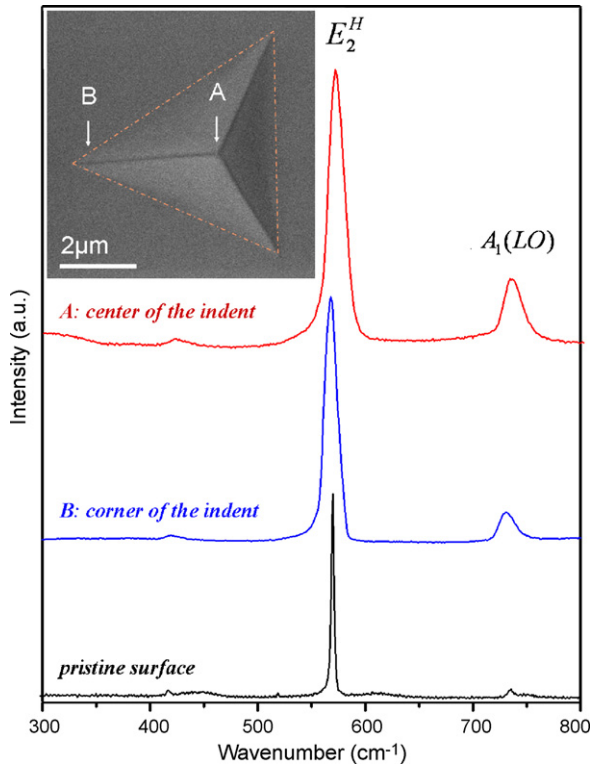 E₂ᴴ
B
A
2μm
A₁(LO)
A: center of the indent
B: corner of the indent
pristine surface
Intensity (a.u.)
300 400 500 600 700 800
Wavenumber (cm⁻¹)